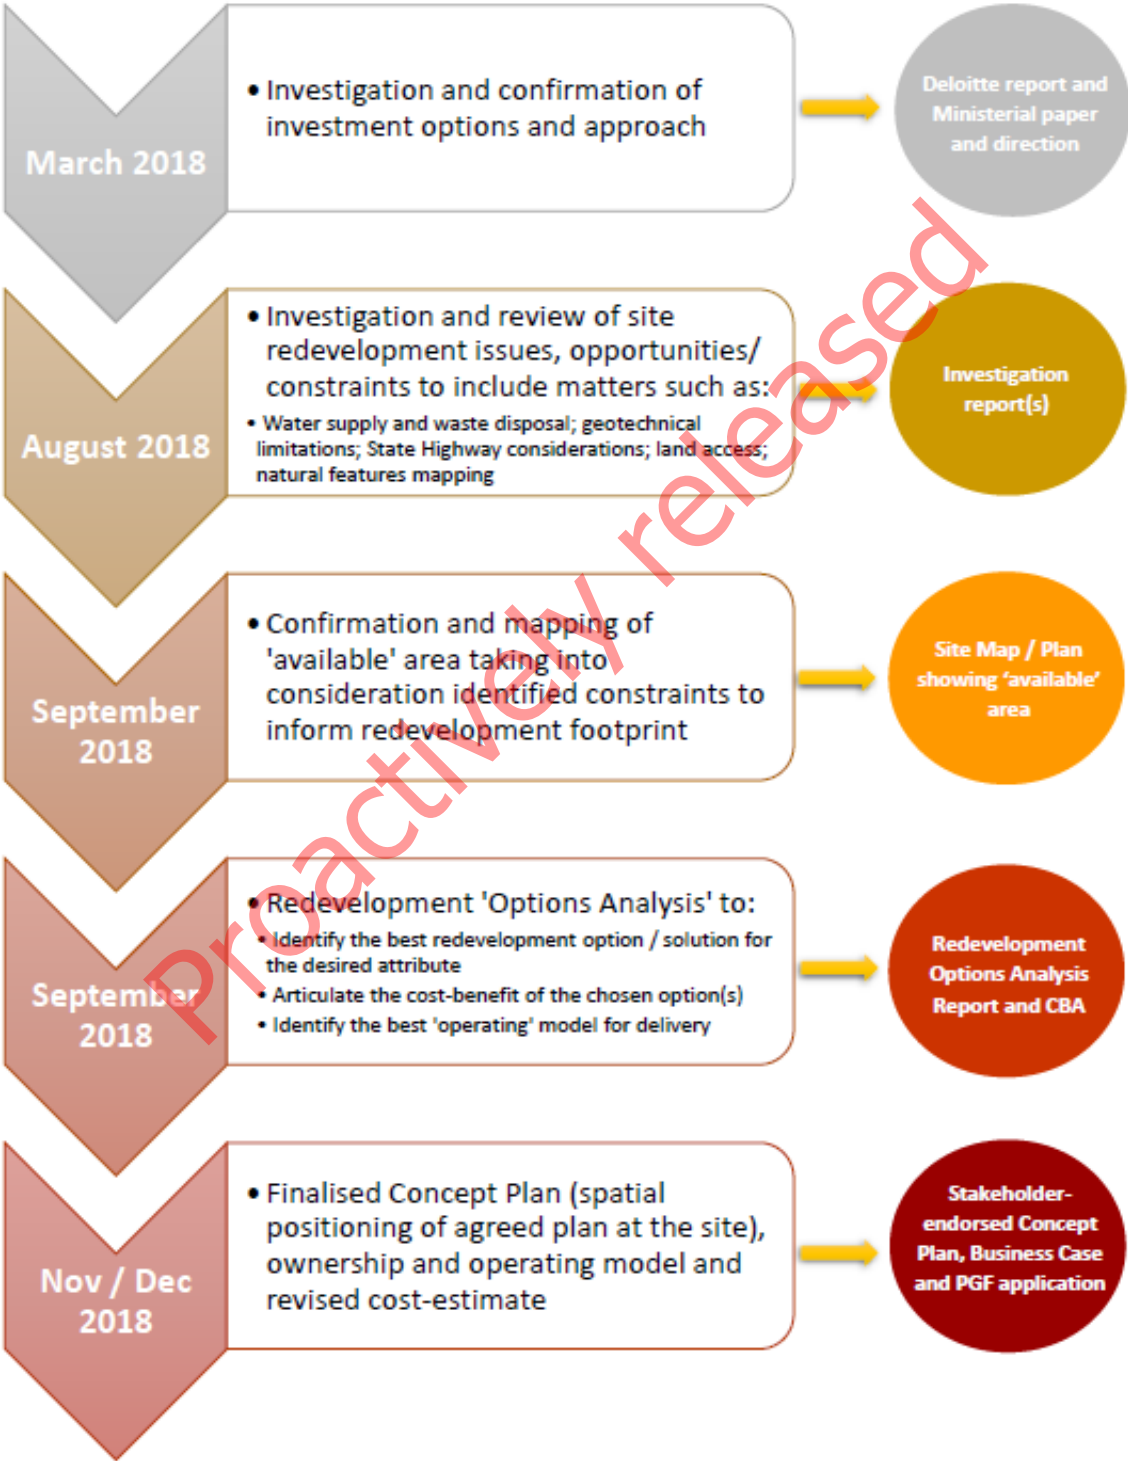 March 2018
• Investigation and confirmation of
investment options and approach
Deloitte report and
Ministerial paper
and direction
August 2018
• Investigation and review of site
redevelopment issues, opportunities/
constraints to include matters such as:
• Water supply and waste disposal; geotechnical
limitations; State Highway considerations; land access;
natural features mapping
Investigation
report(s)
September
2018
• Confirmation and mapping of
'available' area taking into
consideration identified constraints to
inform redevelopment footprint
Site Map / Plan
showing ‘available’
area
September
2018
• Redevelopment 'Options Analysis' to:
• Identify the best redevelopment option / solution for
the desired attribute
• Articulate the cost-benefit of the chosen option(s)
• Identify the best 'operating' model for delivery
Redevelopment
Options Analysis
Report and CBA
Nov / Dec
2018
• Finalised Concept Plan (spatial
positioning of agreed plan at the site),
ownership and operating model and
revised cost-estimate
Stakeholder-
endorsed Concept
Plan, Business Case
and PGF application
Proactively released